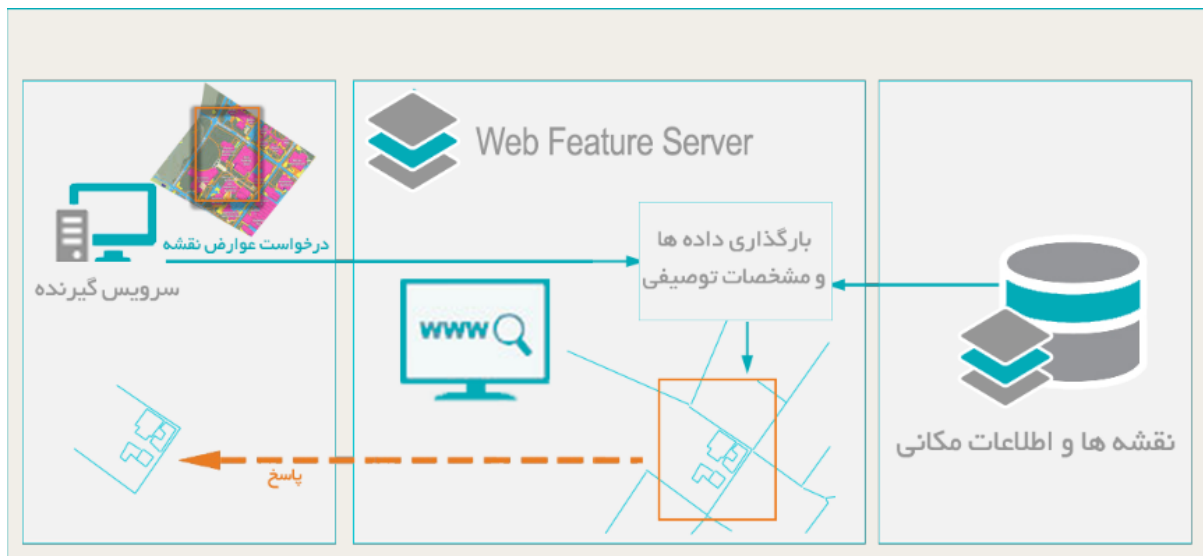 Web Feature Server
درخواست عوارض نقشه
سرویس گیرنده
بارگذاری داده ها
و مشخصات توصیفی
www
نقشه ها و اطلاعات مکانی
پاسخ